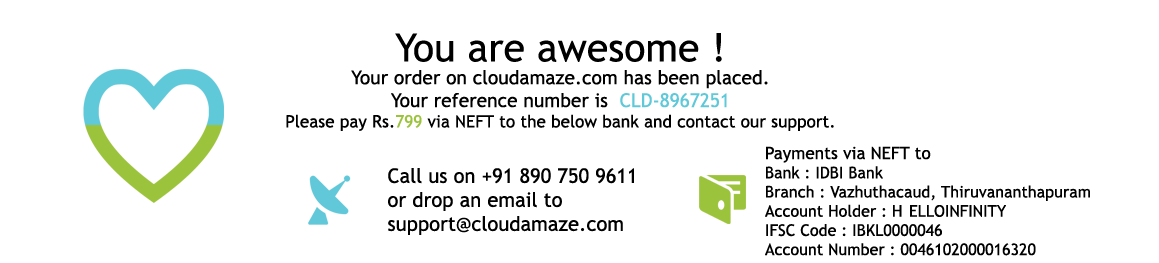 You are awesome !
Your order on cloudamaze.com has been placed.
Your reference number is CLD-8967251
Please pay Rs.799 via NEFT to the below bank and contact our support.
Call us on +91 890 750 9611
or drop an email to
support@cloudamaze.com
Payments via NEFT to
Bank : IDBI Bank
Branch : Vazhuthacaud, Thiruvananthapuram
Account Holder : H ELLOINFINITY
IFSC Code : IBKL0000046
Account Number : 0046102000016320